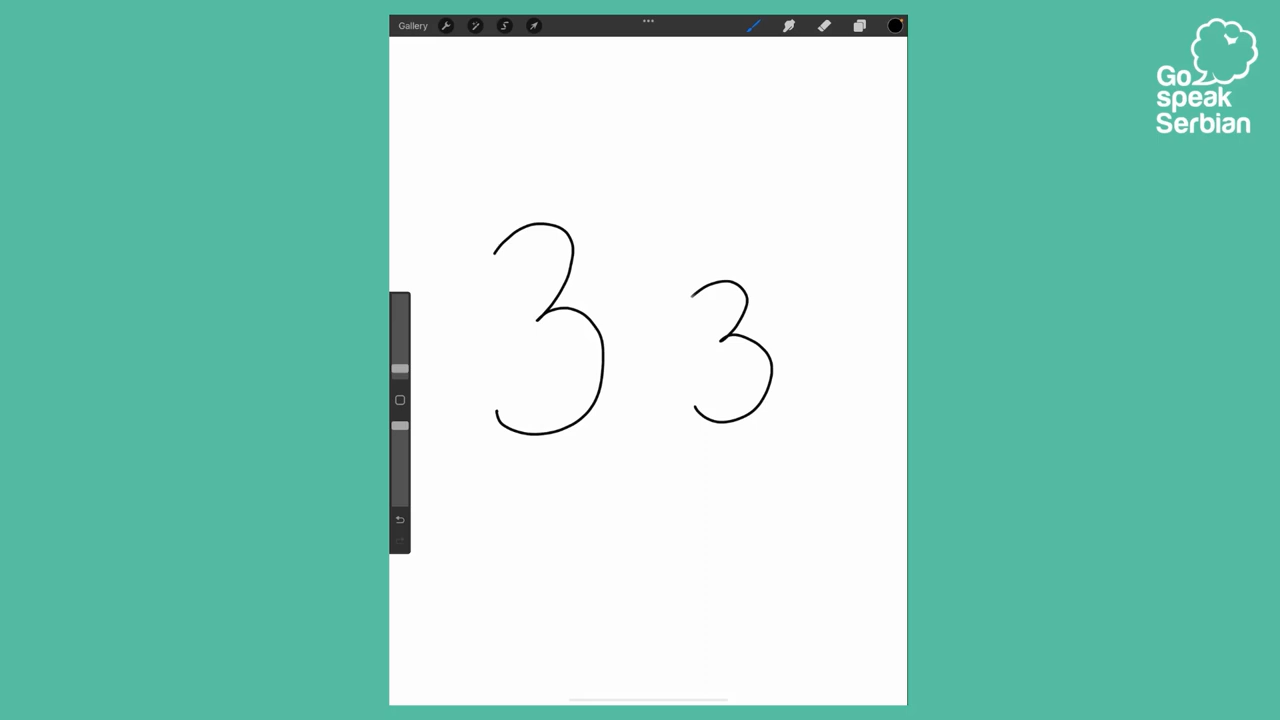 Gallery
Go
speak
Serbian
З з